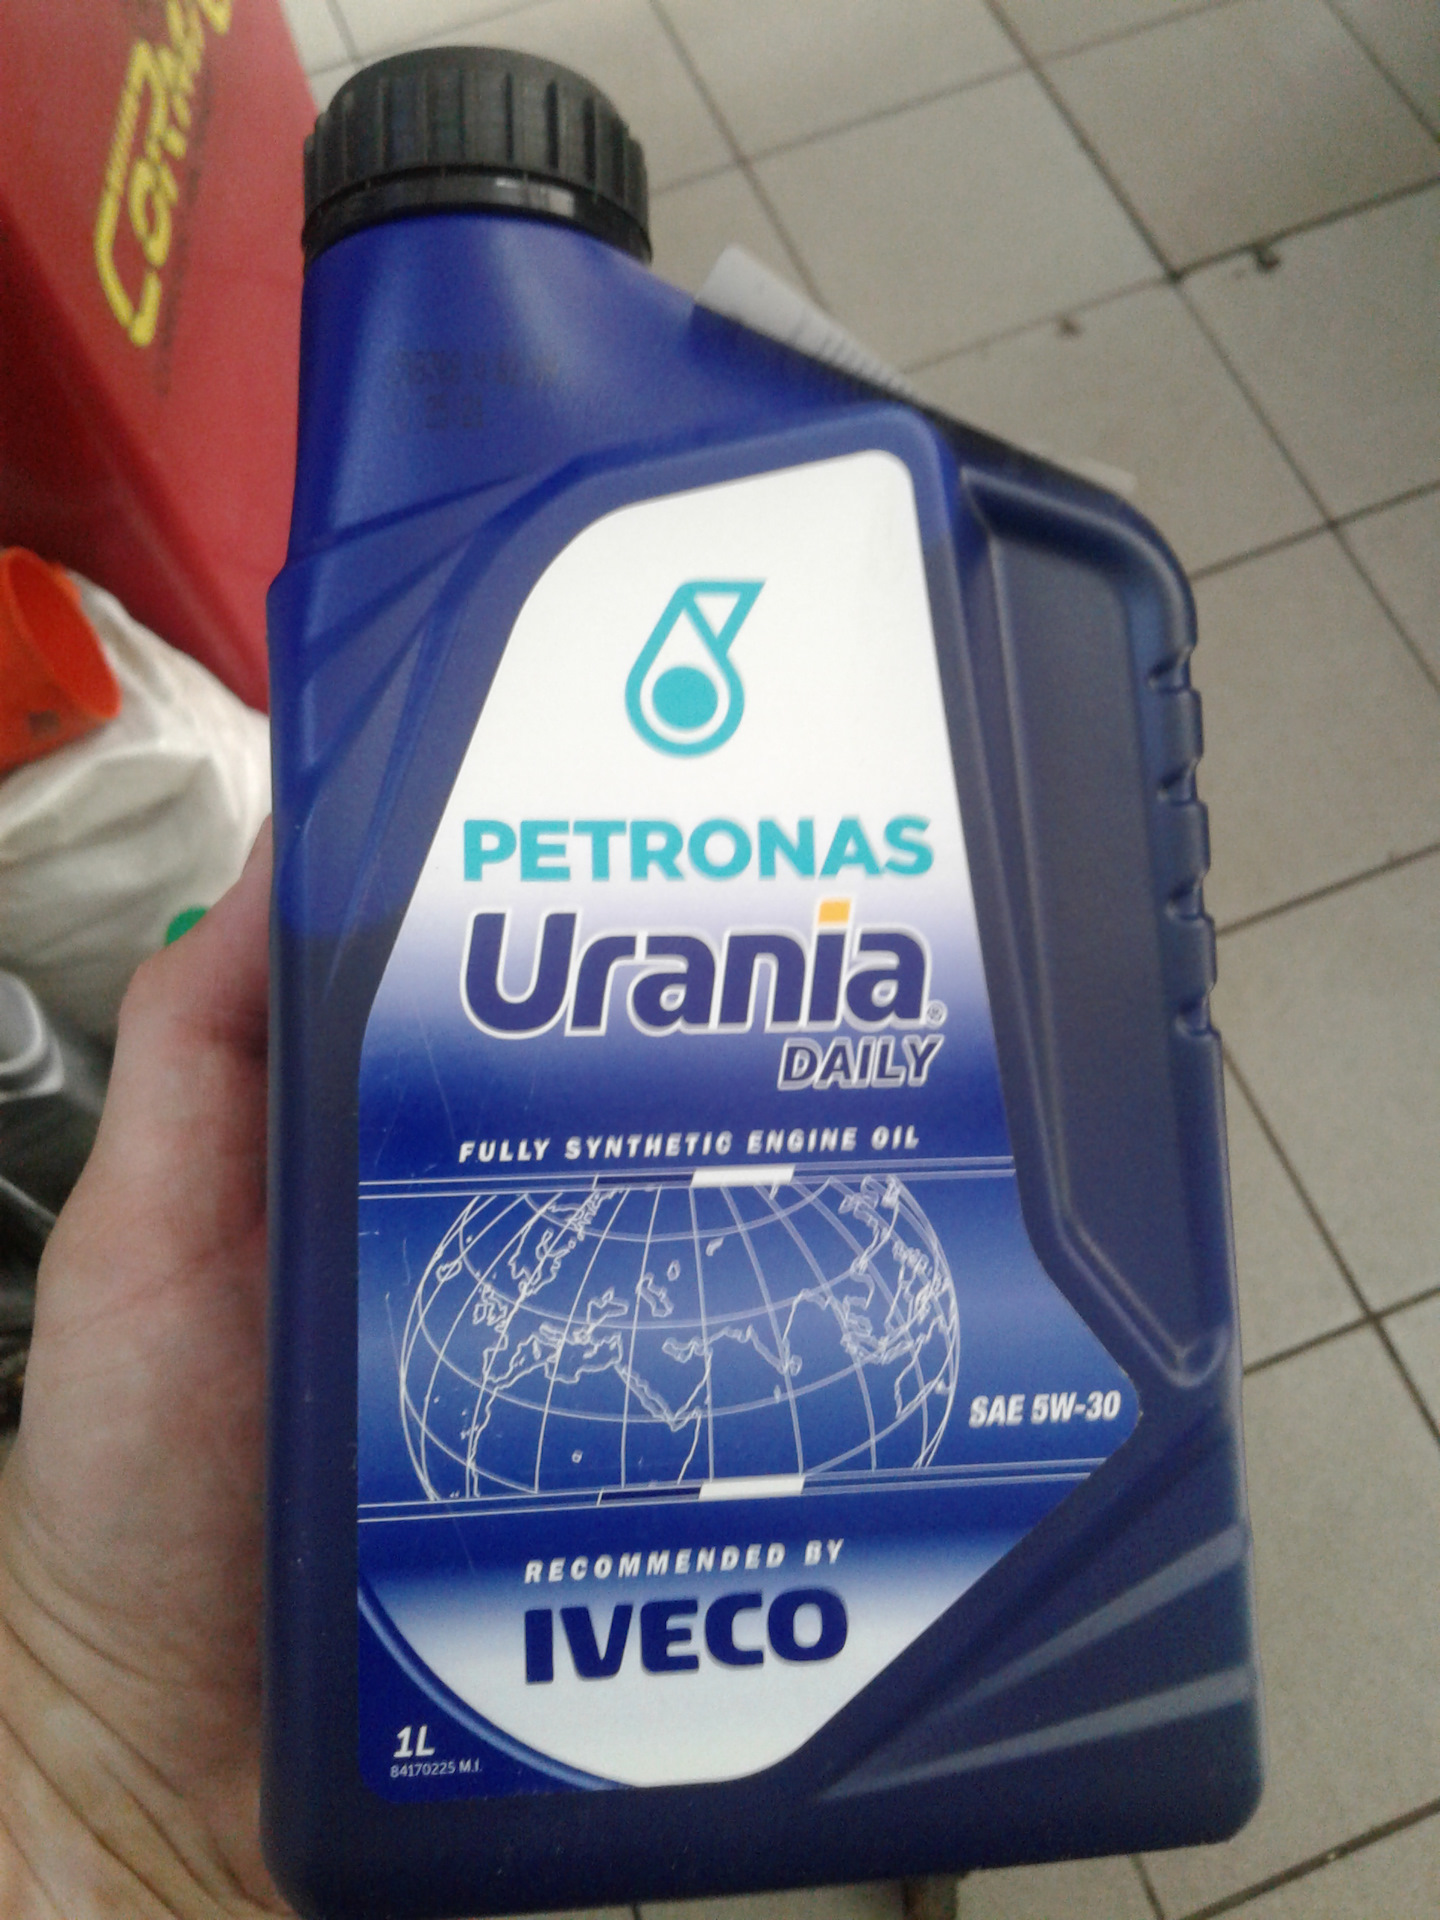 PETRONAS
Urania®
DAILY
FULLY SYNTHETIC ENGINE OIL
SAE 5W-30
RECOMMENDED BY
IVECO
1L
84170225 M.I.